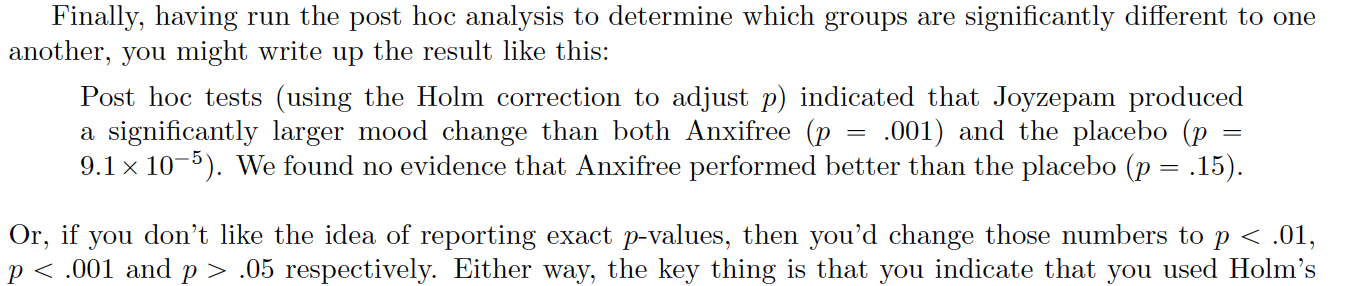 Finally, having run the post hoc analysis to determine which groups are significantly different to one
another, you might write up the result like this:
Post hoc tests (using the Holm correction to adjust p) indicated that Joyzepam produced
a significantly larger mood change than both Anxifree (p = .001) and the placebo (p =
9.1 × 10⁻⁵). We found no evidence that Anxifree performed better than the placebo (p = .15).
Or, if you don’t like the idea of reporting exact p-values, then you’d change those numbers to p < .01,
p < .001 and p > .05 respectively. Either way, the key thing is that you indicate that you used Holm’s